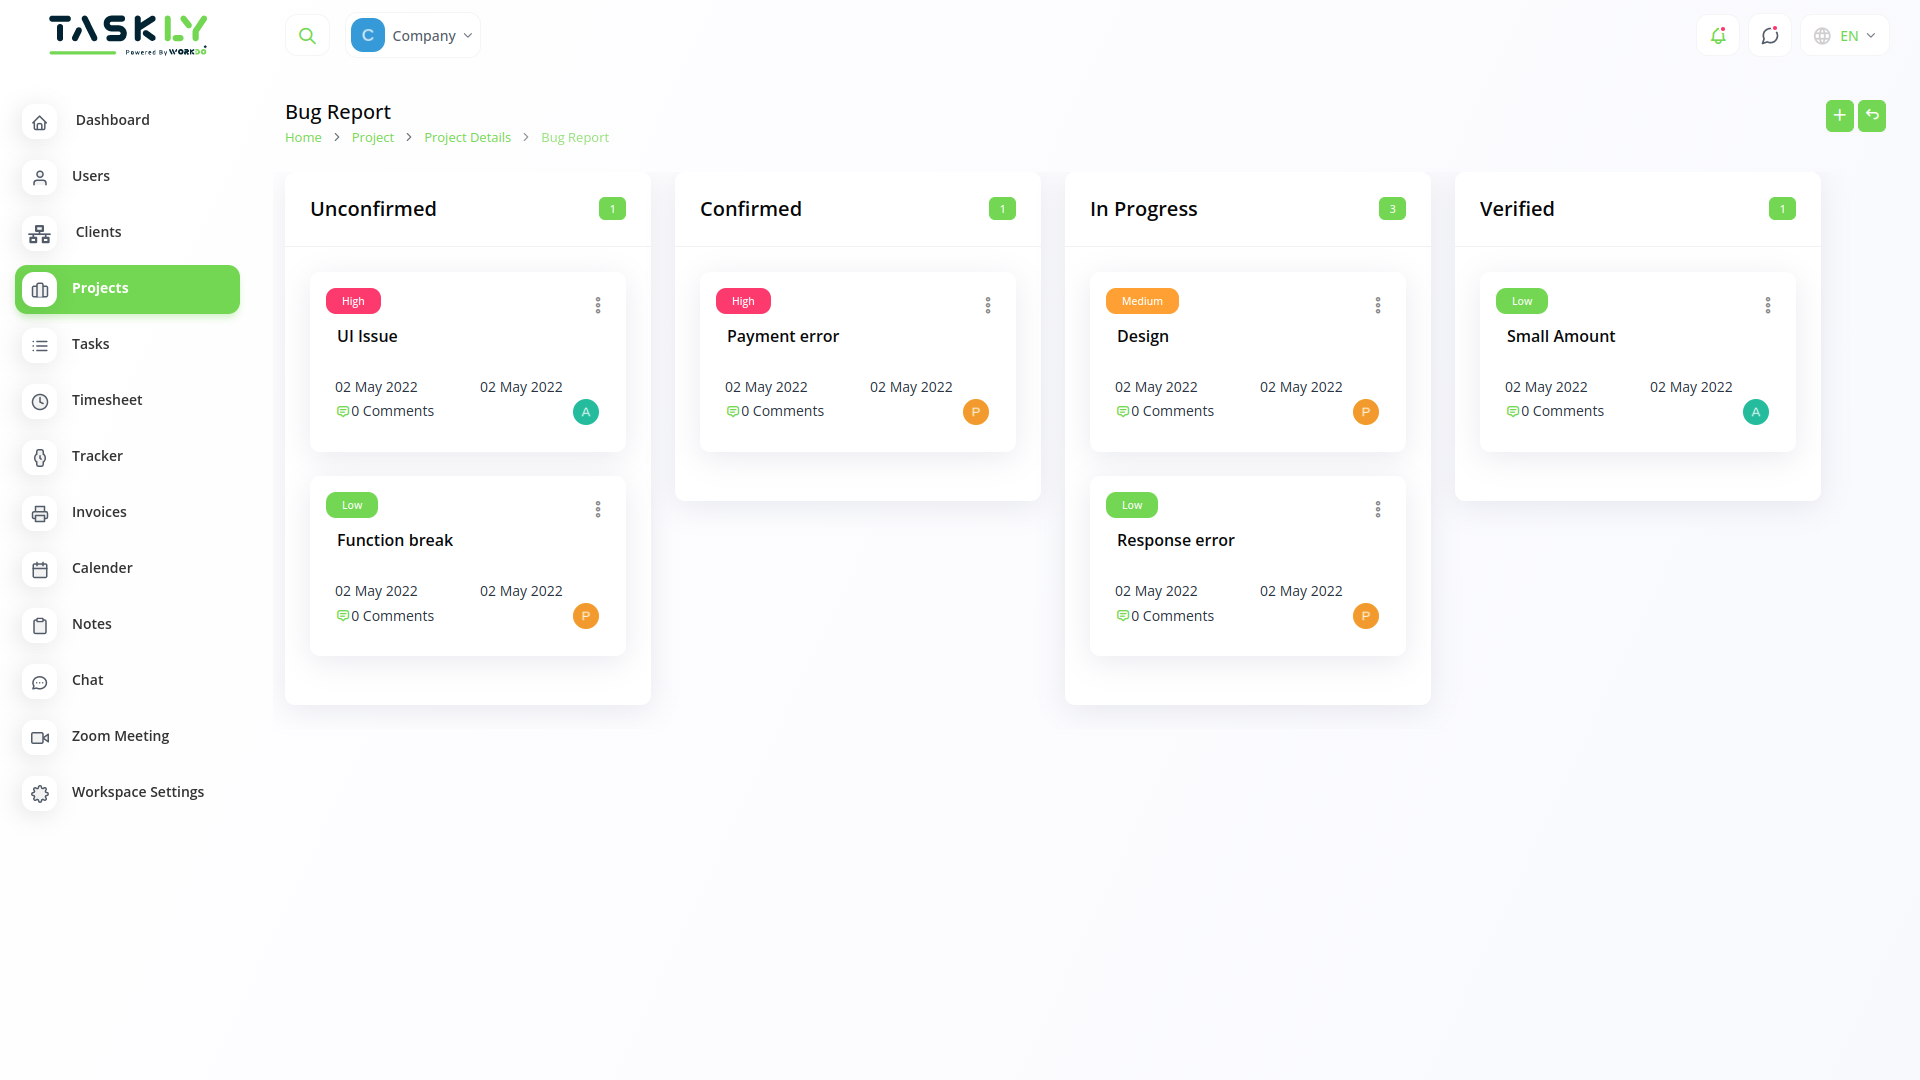 TASKLY
Powered By WORKDO
C Company
EN
Dashboard
Users
Clients
Projects
Tasks
Timesheet
Tracker
Invoices
Calender
Notes
Chat
Zoom Meeting
Workspace Settings
Bug Report
Home > Project > Project Details > Bug Report
Unconfirmed 1
High
UI Issue
02 May 2022 02 May 2022
0 Comments A
Low
Function break
02 May 2022 02 May 2022
0 Comments P
Confirmed 1
High
Payment error
02 May 2022 02 May 2022
0 Comments P
In Progress 3
Medium
Design
02 May 2022 02 May 2022
0 Comments P
Low
Response error
02 May 2022 02 May 2022
0 Comments P
Verified 1
Low
Small Amount
02 May 2022 02 May 2022
0 Comments A